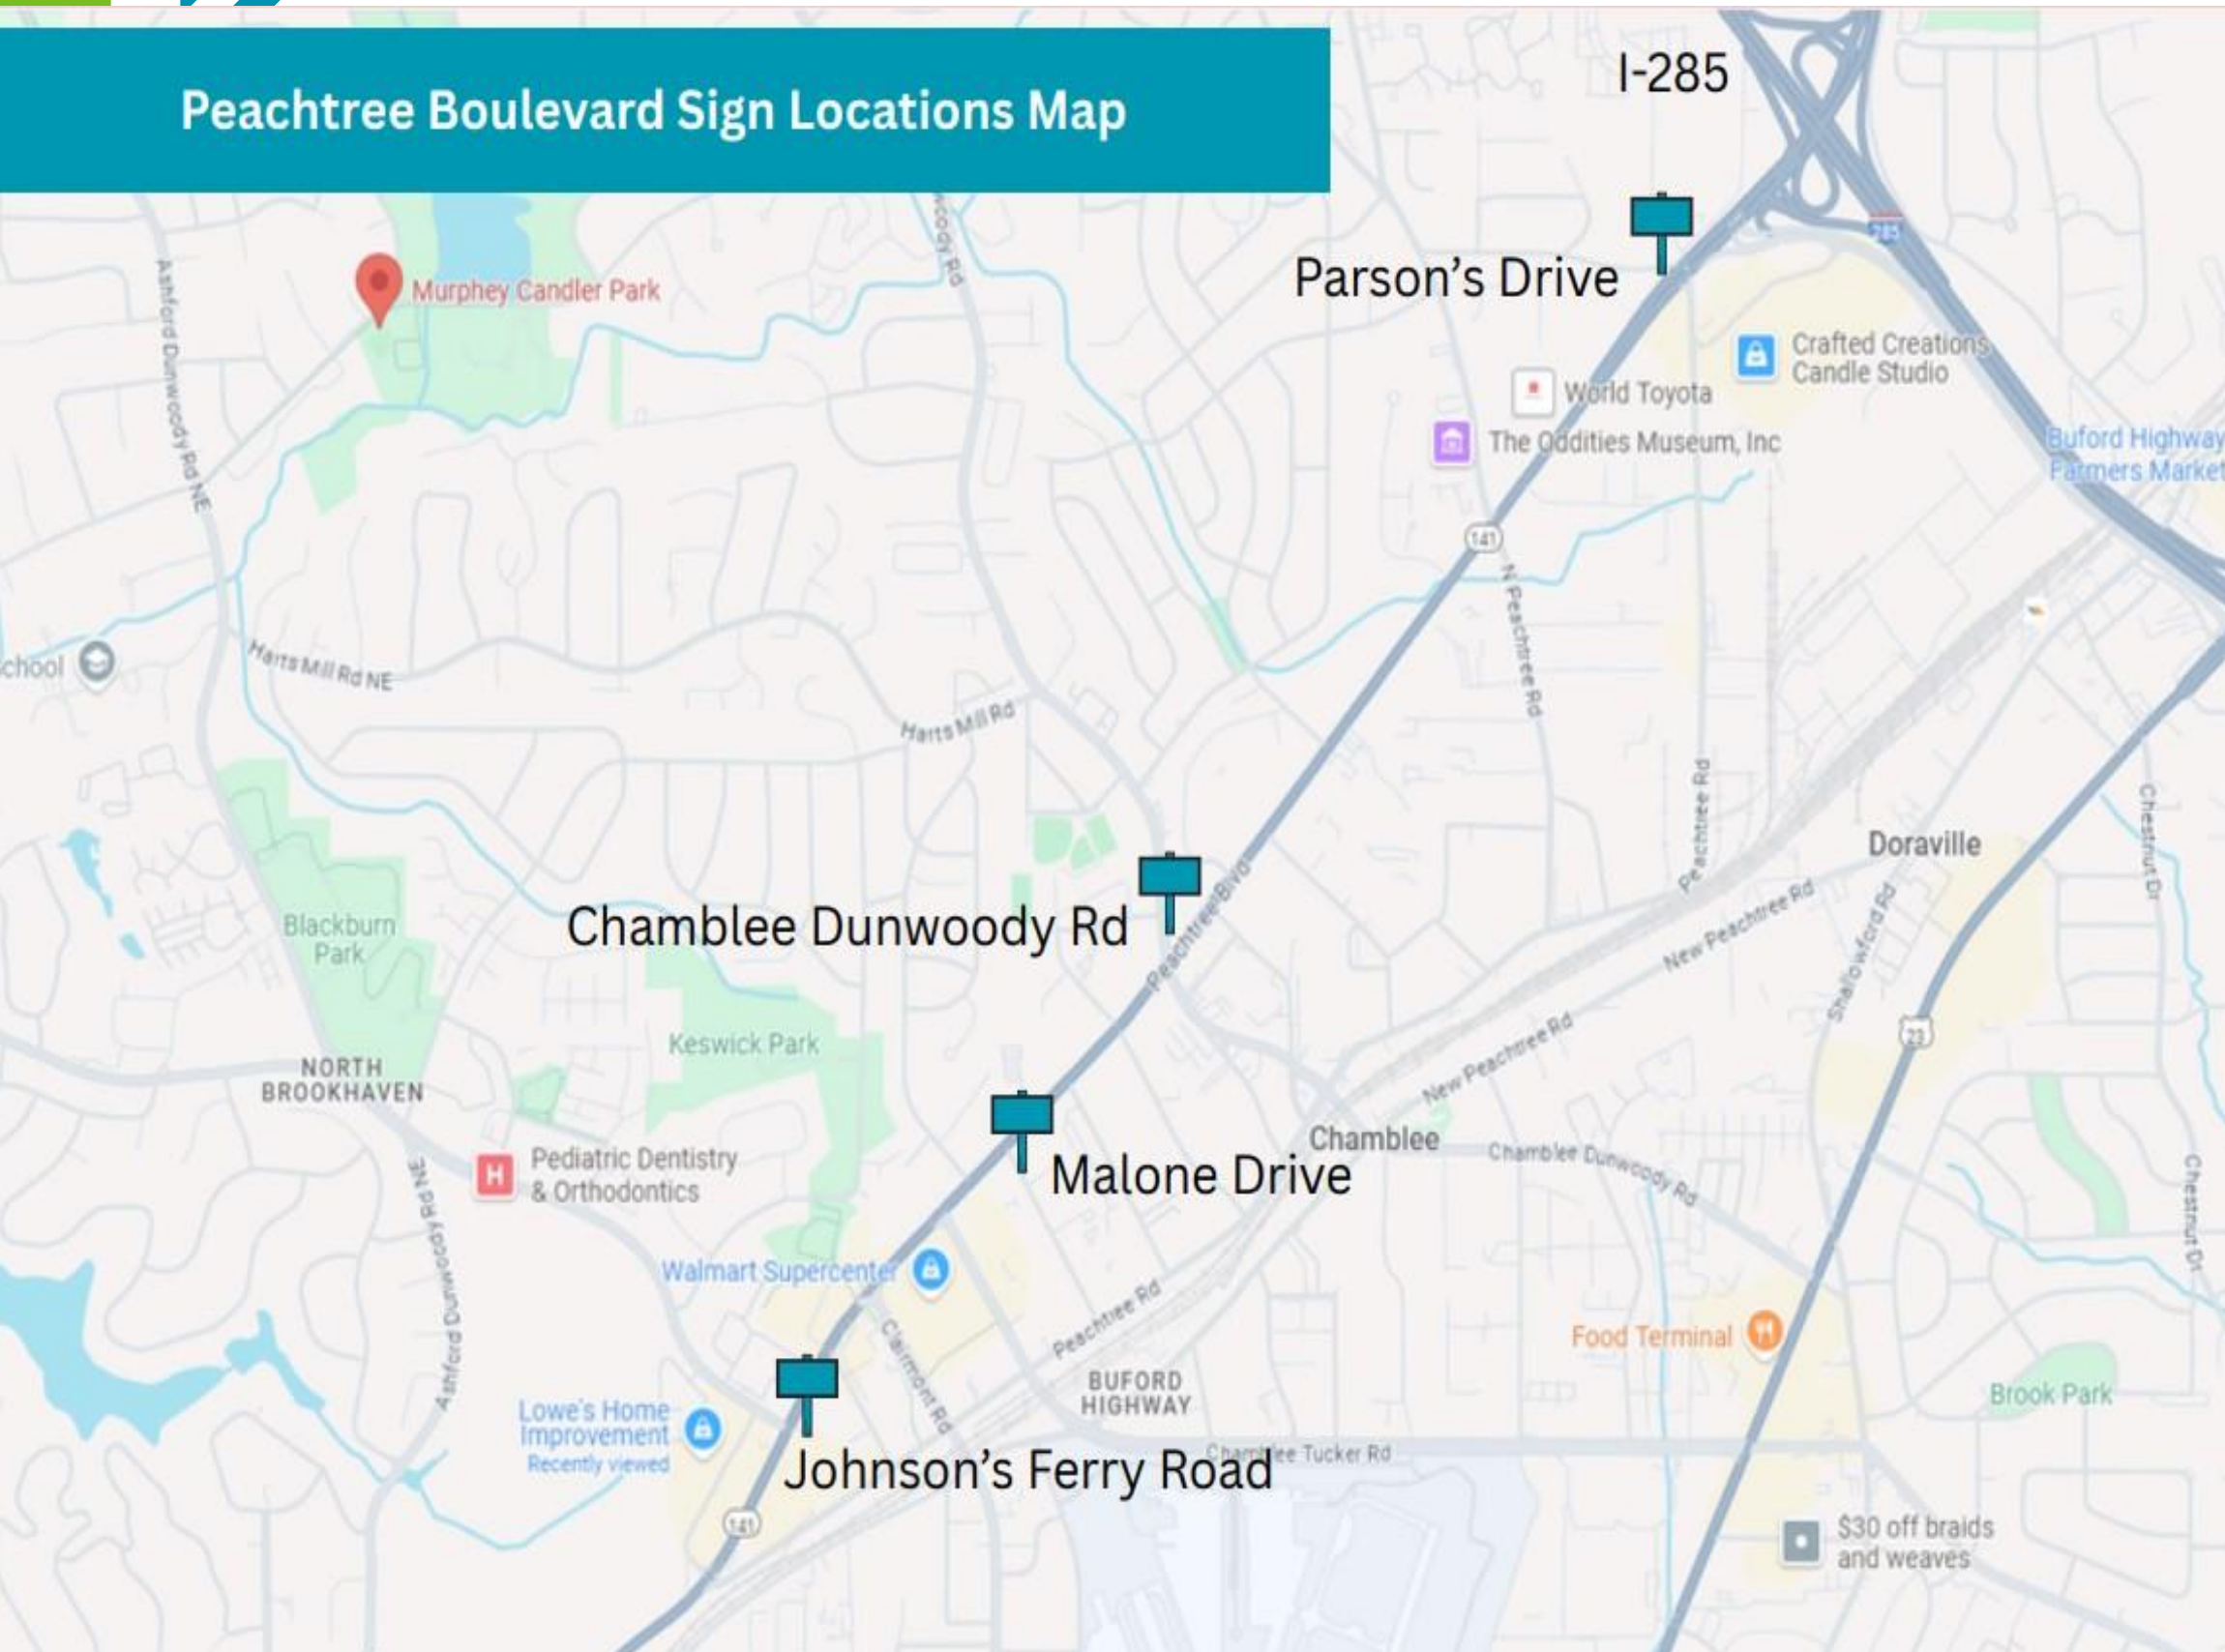 I-285
Peachtree Boulevard Sign Locations Map
Parson's Drive
Murphey Candler Park
Ashford Dunwoody Rd NE
woody Rd
285
Crafted Creations
Candle Studio
World Toyota
The Oddities Museum, Inc
Buford Highway
Farmers Market
141
N Peachtree Rd
chool
Harts Mill Rd NE
Harts Mill Rd
Peachtree Rd
Chestnut Dr
Doraville
Chamblee Dunwoody Rd
Peachtree Blvd
New Peachtree Rd
Shallowford Rd
Blackburn
Park
Keswick Park
23
New Peachtree Rd
NORTH
BROOKHAVEN
Chamblee
Malone Drive
Chamblee Dunwoody Rd
Pediatric Dentistry
& Orthodontics
Ashford Dunwoody Rd NE
Chestnut Dr
Walmart Supercenter
Peachtree Rd
Clairmont Rd
Food Terminal
BUFORD
HIGHWAY
Brook Park
Lowe's Home
Improvement
Recently viewed
Johnson's Ferry Road
Chamblee Tucker Rd
141
$30 off braids
and weaves